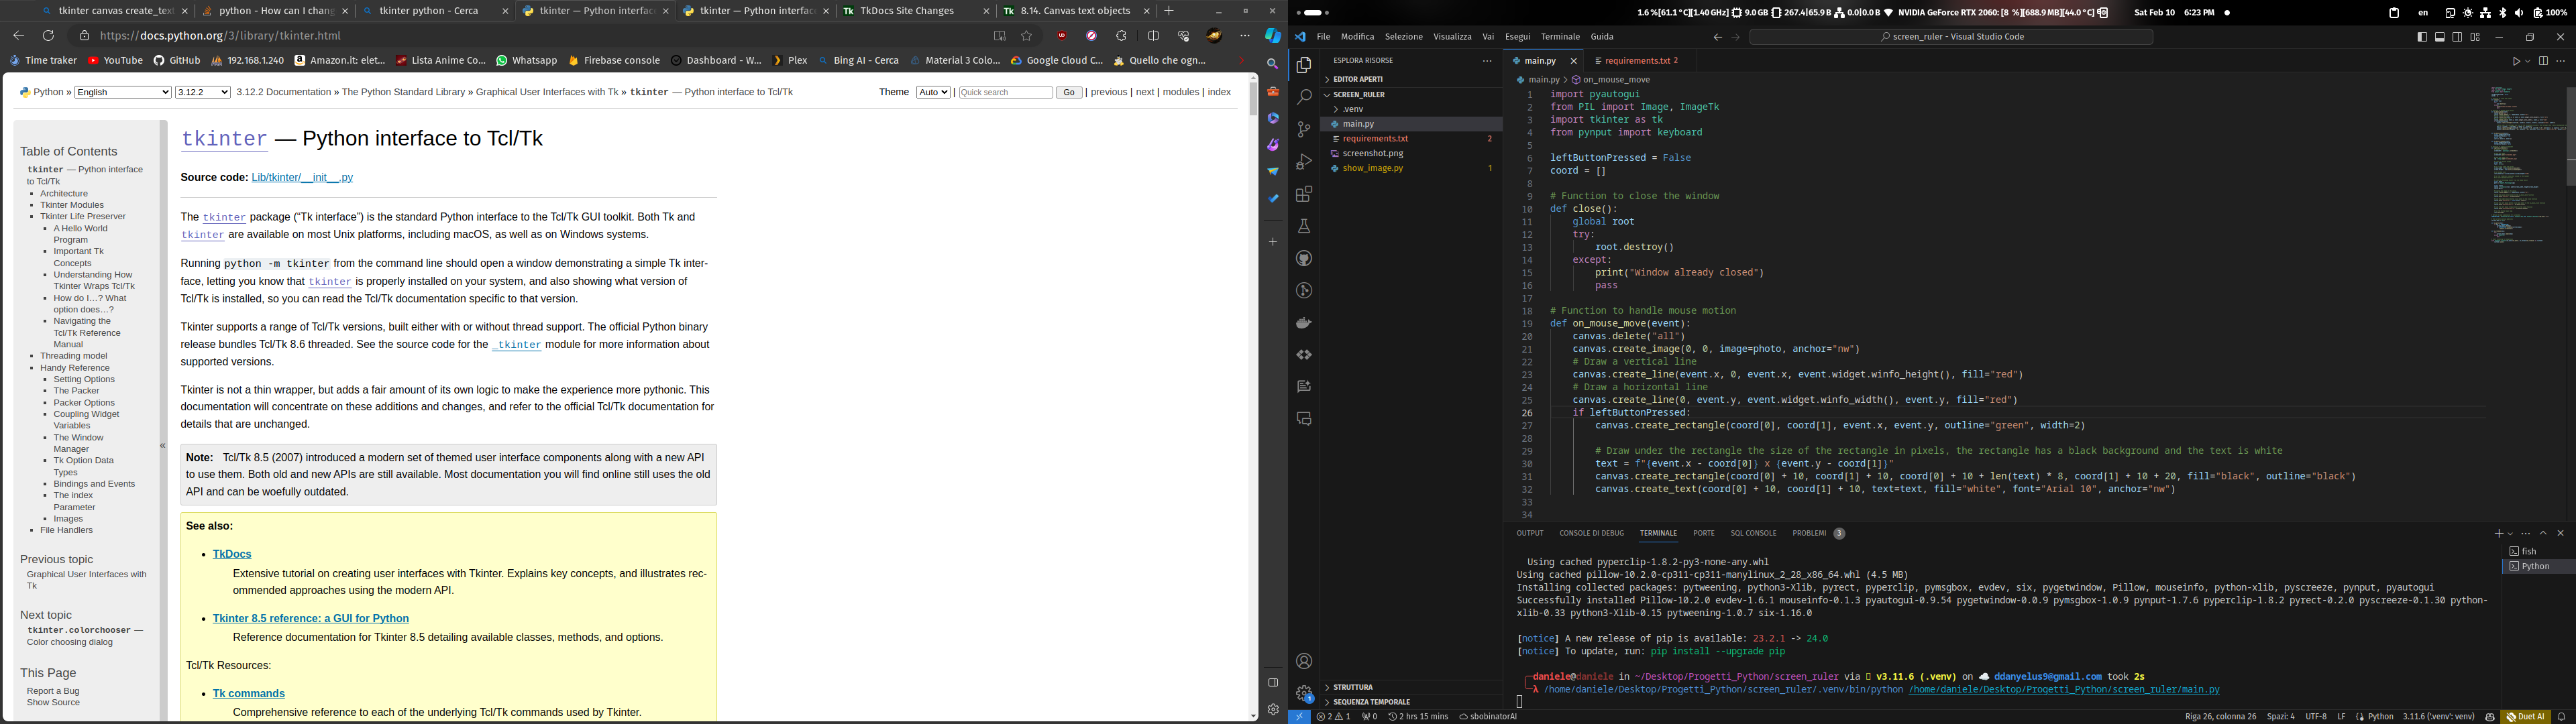 tkinter canvas create_text
python - How can I chang
tkinter python - Cerca
tkinter — Python interfac
tkinter — Python interfac
TkDocs Site Changes
8.14. Canvas text objects
https://docs.python.org/3/library/tkinter.html
Time traker YouTube GitHub 192.168.1.240 Amazon.it: elet... Lista Anime Co... Whatsapp Firebase console Dashboard - W... Plex Bing AI - Cerca Material 3 Colo... Google Cloud C... Quello che ogn...
Python » English 3.12.2 3.12.2 Documentation » The Python Standard Library » Graphical User Interfaces with Tk » tkinter — Python interface to Tcl/Tk
Theme Auto | Quick search Go | previous | next | modules | index
Table of Contents
tkinter — Python interface
to Tcl/Tk
Architecture
Tkinter Modules
Tkinter Life Preserver
A Hello World
Program
Important Tk
Concepts
Understanding How
Tkinter Wraps Tcl/Tk
How do I…? What
option does…?
Navigating the
Tcl/Tk Reference
Manual
Threading model
Handy Reference
Setting Options
The Packer
Packer Options
Coupling Widget
Variables
The Window
Manager
Tk Option Data
Types
Bindings and Events
The index
Parameter
Images
File Handlers
Previous topic
Graphical User Interfaces with
Tk
Next topic
tkinter.colorchooser —
Color choosing dialog
This Page
Report a Bug
Show Source
«
tkinter — Python interface to Tcl/Tk
Source code: Lib/tkinter/__init__.py
The tkinter package (“Tk interface”) is the standard Python interface to the Tcl/Tk GUI toolkit. Both Tk and
tkinter are available on most Unix platforms, including macOS, as well as on Windows systems.
Running python -m tkinter from the command line should open a window demonstrating a simple Tk inter-
face, letting you know that tkinter is properly installed on your system, and also showing what version of
Tcl/Tk is installed, so you can read the Tcl/Tk documentation specific to that version.
Tkinter supports a range of Tcl/Tk versions, built either with or without thread support. The official Python binary
release bundles Tcl/Tk 8.6 threaded. See the source code for the _tkinter module for more information about
supported versions.
Tkinter is not a thin wrapper, but adds a fair amount of its own logic to make the experience more pythonic. This
documentation will concentrate on these additions and changes, and refer to the official Tcl/Tk documentation for
details that are unchanged.
Note: Tcl/Tk 8.5 (2007) introduced a modern set of themed user interface components along with a new API
to use them. Both old and new APIs are still available. Most documentation you will find online still uses the old
API and can be woefully outdated.
See also:
TkDocs
Extensive tutorial on creating user interfaces with Tkinter. Explains key concepts, and illustrates rec-
ommended approaches using the modern API.
Tkinter 8.5 reference: a GUI for Python
Reference documentation for Tkinter 8.5 detailing available classes, methods, and options.
Tcl/Tk Resources:
Tk commands
Comprehensive reference to each of the underlying Tcl/Tk commands used by Tkinter.
1.6 %[61.1 °C][1.40 GHz] 9.0 GB 267.4|65.9 B 0.0|0.0 B NVIDIA GeForce RTX 2060: [8 %][688.9 MB][44.0 °C]
Sat Feb 10 6:23 PM
en
100%
File Modifica Selezione Visualizza Vai Esegui Terminale Guida
screen_ruler - Visual Studio Code
ESPLORA RISORSE
EDITOR APERTI
SCREEN_RULER
.venv
main.py
requirements.txt 2
screenshot.png
show_image.py 1
STRUTTURA
SEQUENZA TEMPORALE
main.py
requirements.txt 2
main.py > on_mouse_move
1 import pyautogui
2 from PIL import Image, ImageTk
3 import tkinter as tk
4 from pynput import keyboard
5
6 leftButtonPressed = False
7 coord = []
8
9 # Function to close the window
10 def close():
11 global root
12 try:
13 root.destroy()
14 except:
15 print("Window already closed")
16 pass
17
18 # Function to handle mouse motion
19 def on_mouse_move(event):
20 canvas.delete("all")
21 canvas.create_image(0, 0, image=photo, anchor="nw")
22 # Draw a vertical line
23 canvas.create_line(event.x, 0, event.x, event.widget.winfo_height(), fill="red")
24 # Draw a horizontal line
25 canvas.create_line(0, event.y, event.widget.winfo_width(), event.y, fill="red")
26 if leftButtonPressed:
27 canvas.create_rectangle(coord[0], coord[1], event.x, event.y, outline="green", width=2)
28
29 # Draw under the rectangle the size of the rectangle in pixels, the rectangle has a black background and the text is white
30 text = f"{event.x - coord[0]} x {event.y - coord[1]}"
31 canvas.create_rectangle(coord[0] + 10, coord[1] + 10, coord[0] + 10 + len(text) * 8, coord[1] + 10 + 20, fill="black", outline="black")
32 canvas.create_text(coord[0] + 10, coord[1] + 10, text=text, fill="white", font="Arial 10", anchor="nw")
33
34
OUTPUT CONSOLE DI DEBUG TERMINALE PORTE SQL CONSOLE PROBLEMI 3
Using cached pyperclip-1.8.2-py3-none-any.whl
Using cached pillow-10.2.0-cp311-cp311-manylinux_2_28_x86_64.whl (4.5 MB)
Installing collected packages: pytweening, python3-Xlib, pyrect, pyperclip, pymsgbox, evdev, six, pygetwindow, Pillow, mouseinfo, python-xlib, pyscreeze, pynput, pyautogui
Successfully installed Pillow-10.2.0 evdev-1.6.1 mouseinfo-0.1.3 pyautogui-0.9.54 pygetwindow-0.0.9 pymsgbox-1.0.9 pynput-1.7.6 pyperclip-1.8.2 pyrect-0.2.0 pyscreeze-0.1.30 python-
xlib-0.33 python3-Xlib-0.15 pytweening-1.0.7 six-1.16.0
[notice] A new release of pip is available: 23.2.1 -> 24.0
[notice] To update, run: pip install --upgrade pip
daniele@daniele in ~/Desktop/Progetti_Python/screen_ruler via v3.11.6 (.venv) on ddanyelus9@gmail.com took 2s
λ /home/daniele/Desktop/Progetti_Python/screen_ruler/.venv/bin/python /home/daniele/Desktop/Progetti_Python/screen_ruler/main.py
fish
Python
2 1 0 2 hrs 15 mins sbobinatorAI
Riga 26, colonna 26 Spazi: 4 UTF-8 LF Python 3.11.6 ('.venv': venv) Duet AI